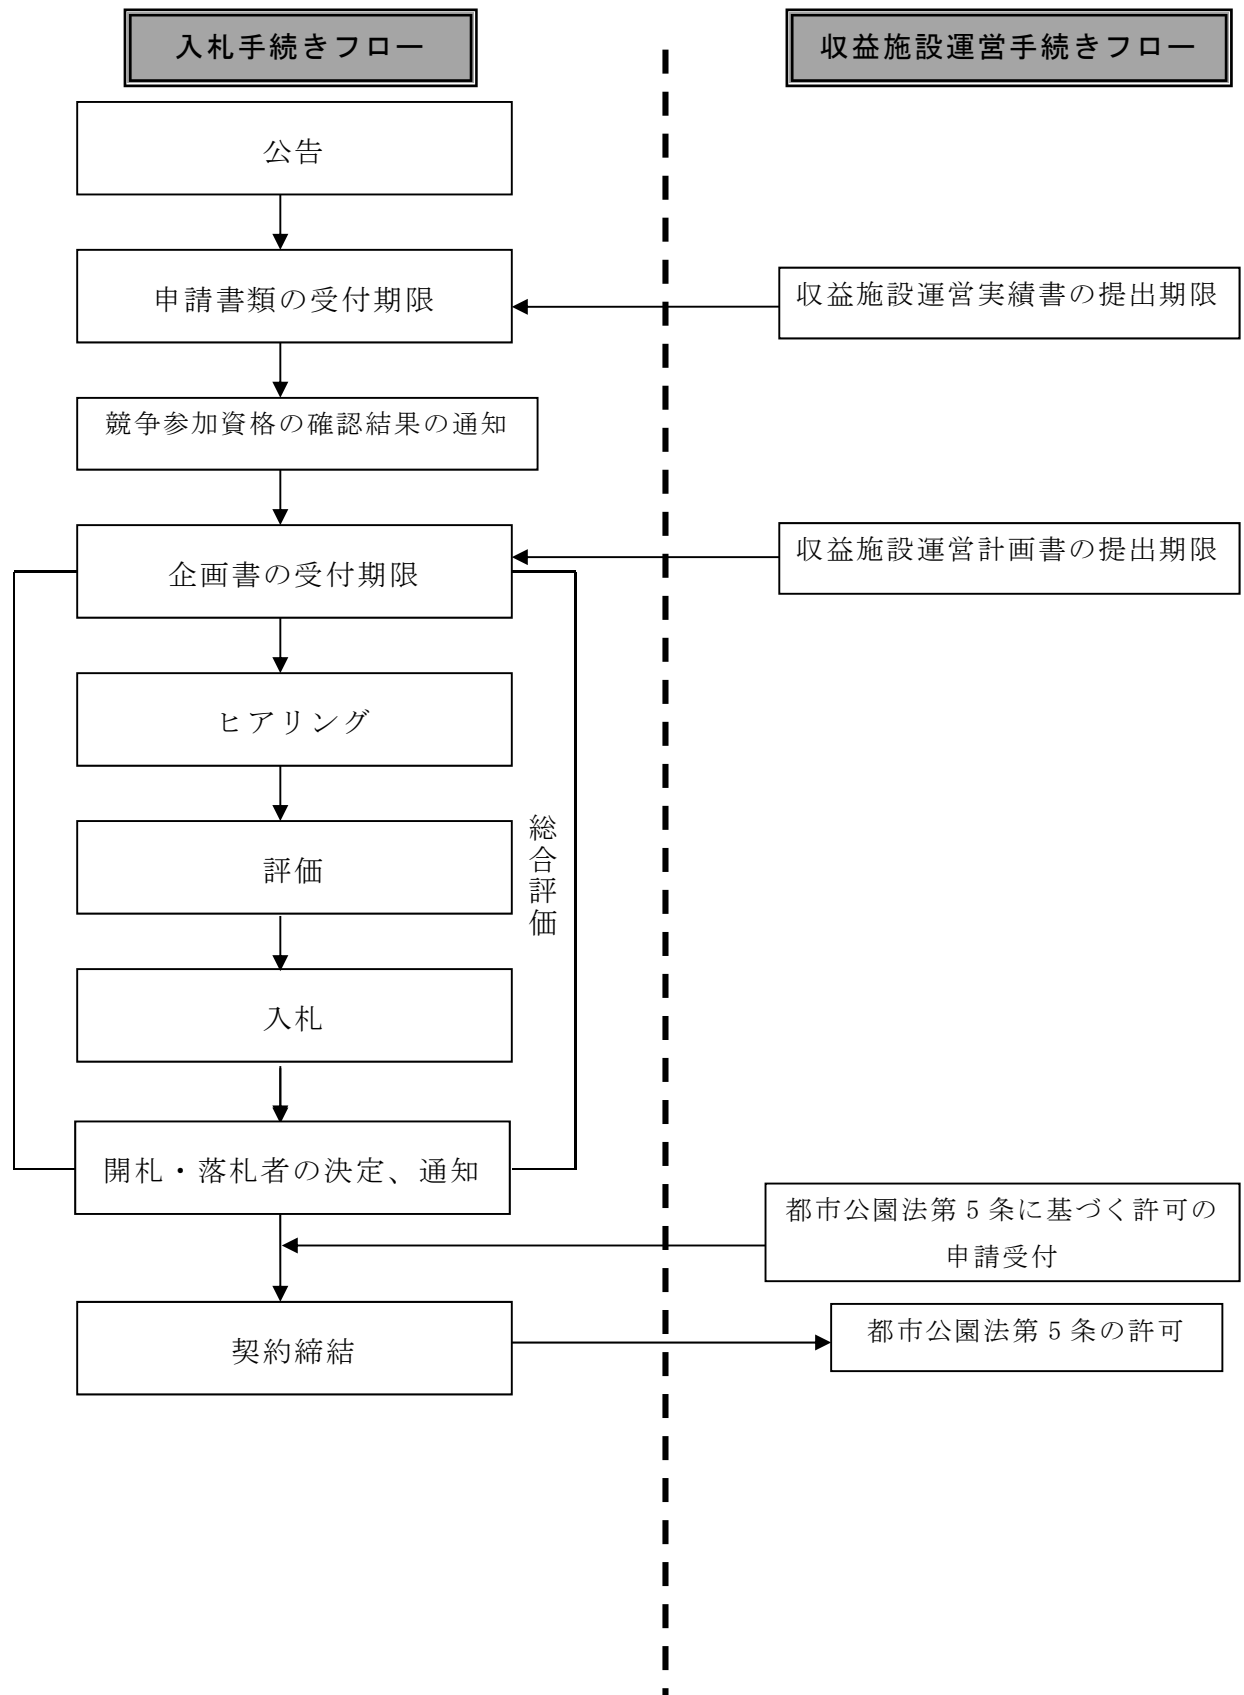 入札手続きフロー
収益施設運営手続きフロー
公告
申請書類の受付期限
収益施設運営実績書の提出期限
競争参加資格の確認結果の通知
企画書の受付期限
収益施設運営計画書の提出期限
ヒアリング
評価
総合評価
入札
開札・落札者の決定、通知
都市公園法第５条に基づく許可の
申請受付
契約締結
都市公園法第５条の許可